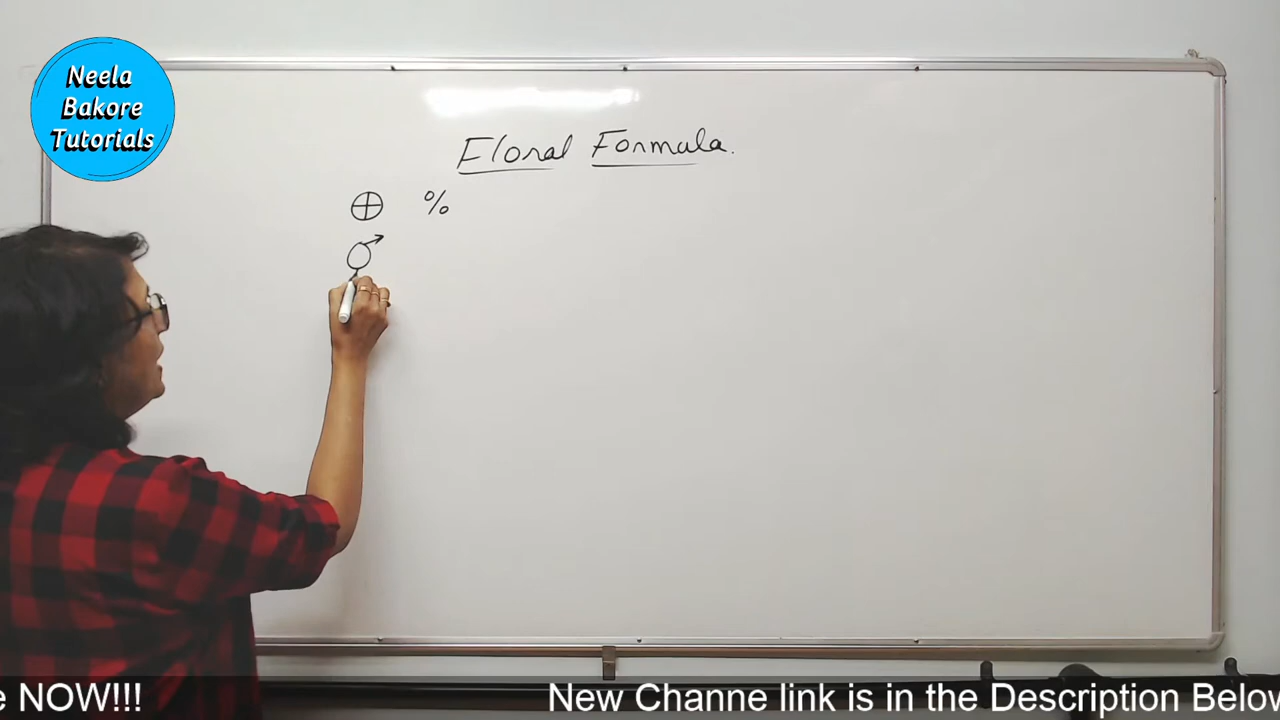 Neela
Bakore
Tutorials
Floral Formula.
⊕ %
♂
e NOW!!! New Channe link is in the Description Below